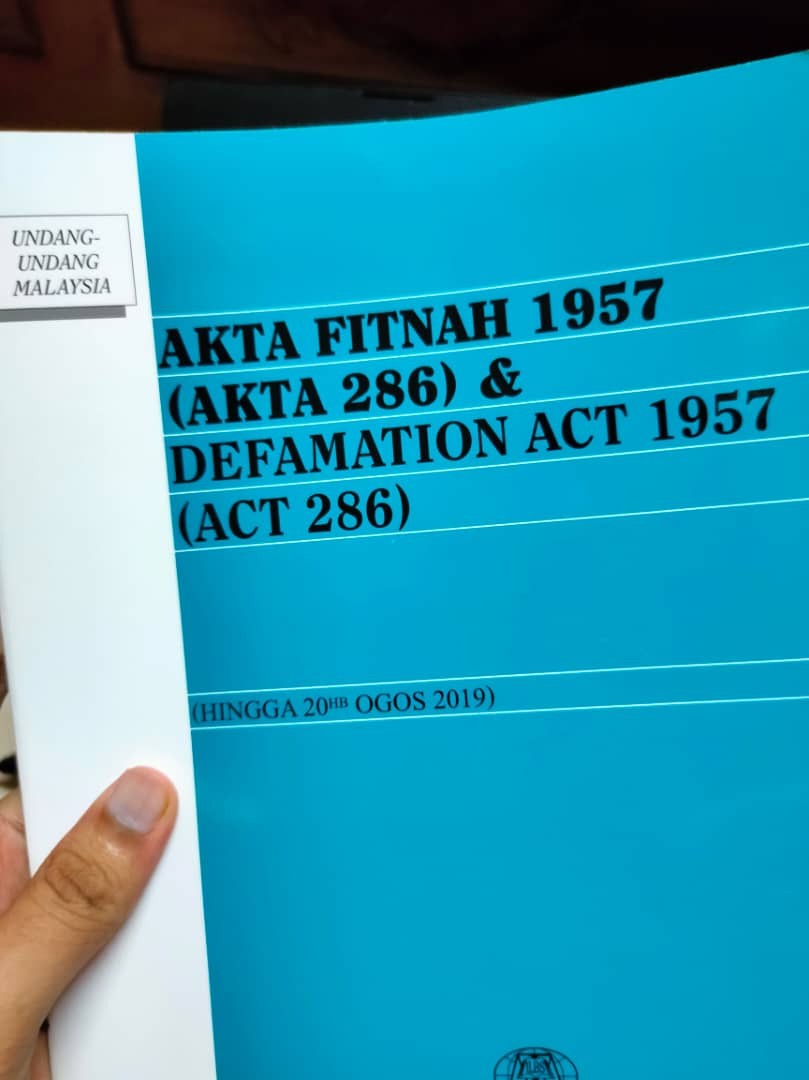 UNDANG-
UNDANG
MALAYSIA
AKTA FITNAH 1957
(AKTA 286) &
DEFAMATION ACT 1957
(ACT 286)
(HINGGA 20HB OGOS 2019)